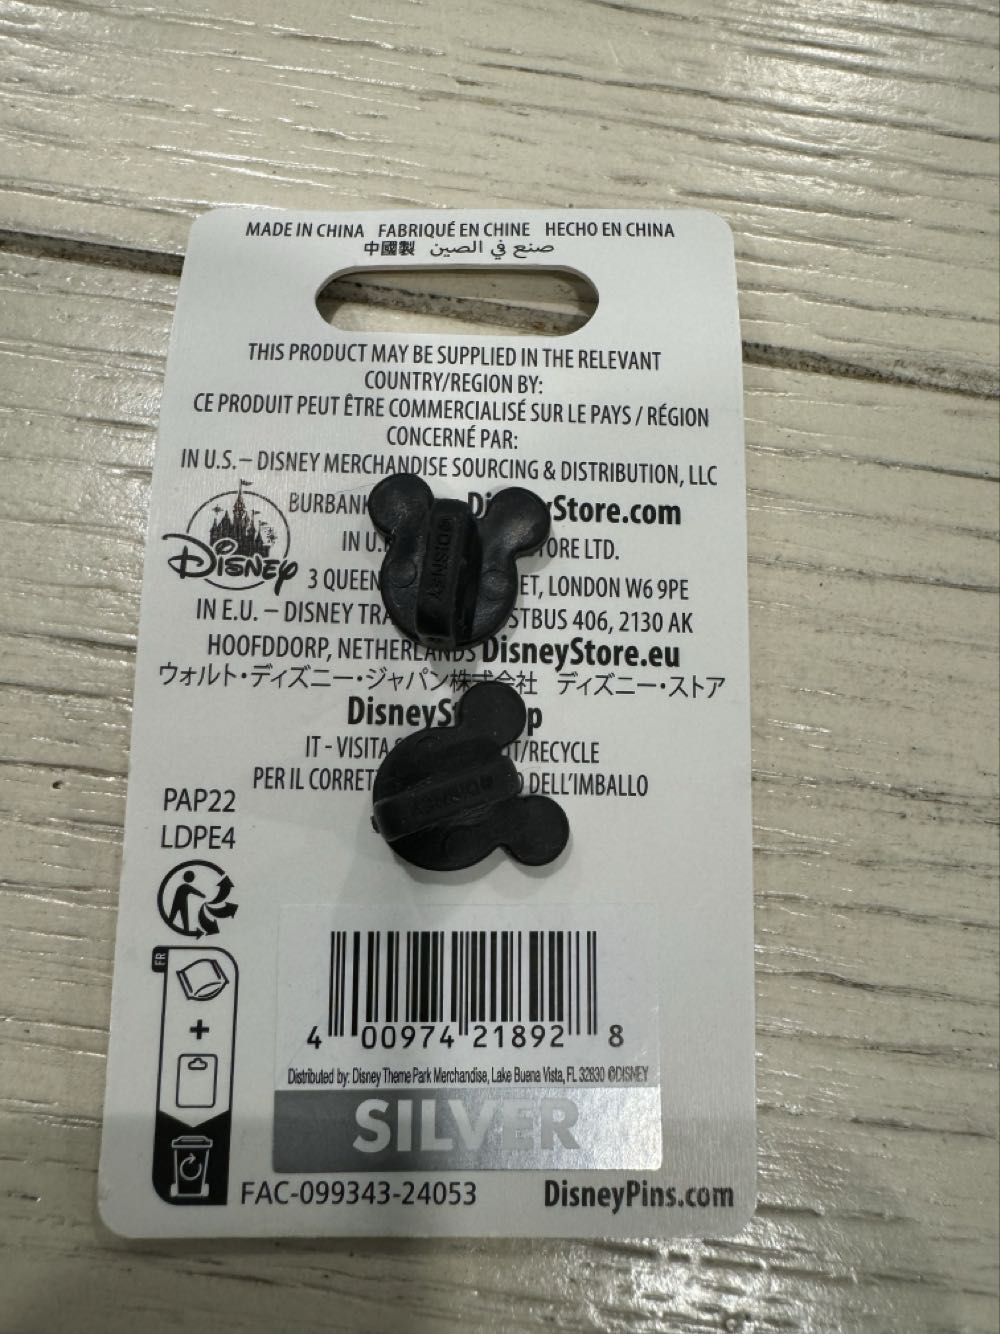 MADE IN CHINA FABRIQUÉ EN CHINE HECHO EN CHINA
中國製 صنع في الصين
THIS PRODUCT MAY BE SUPPLIED IN THE RELEVANT
COUNTRY/REGION BY:
CE PRODUIT PEUT ÊTRE COMMERCIALISÉ SUR LE PAYS / RÉGION
CONCERNÉ PAR:
IN U.S. – DISNEY MERCHANDISE SOURCING & DISTRIBUTION, LLC
BURBANK Store.com
IN LTD.
3 QUEEN LONDON W6 9PE
IN E.U. – DISNEY 406, 2130 AK
HOOFDDORP, NETHERLANDS DisneyStore.eu
ウォルト・ディズニー・ジャパン株式会社 ディズニー・ストア
IT - VISITA /RECYCLE
PER IL DELL'IMBALLO
DISNEY
©DISNEY
©DISNEY
PAP22
LDPE4
FR
+
4 00974 21892 8
Distributed by: Disney Theme Park Merchandise, Lake Buena Vista, FL 32830 ©DISNEY
SILVER
FAC-099343-24053 DisneyPins.com